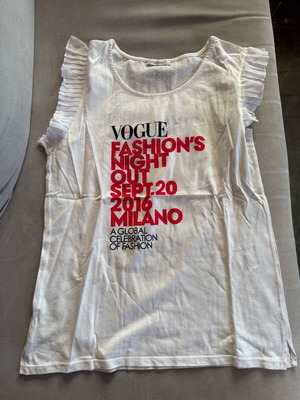 VOGUE
FASHION'S
NIGHT
OUT
SEPT.20
2016
MILANO
A GLOBAL
CELEBRATION
OF FASHION